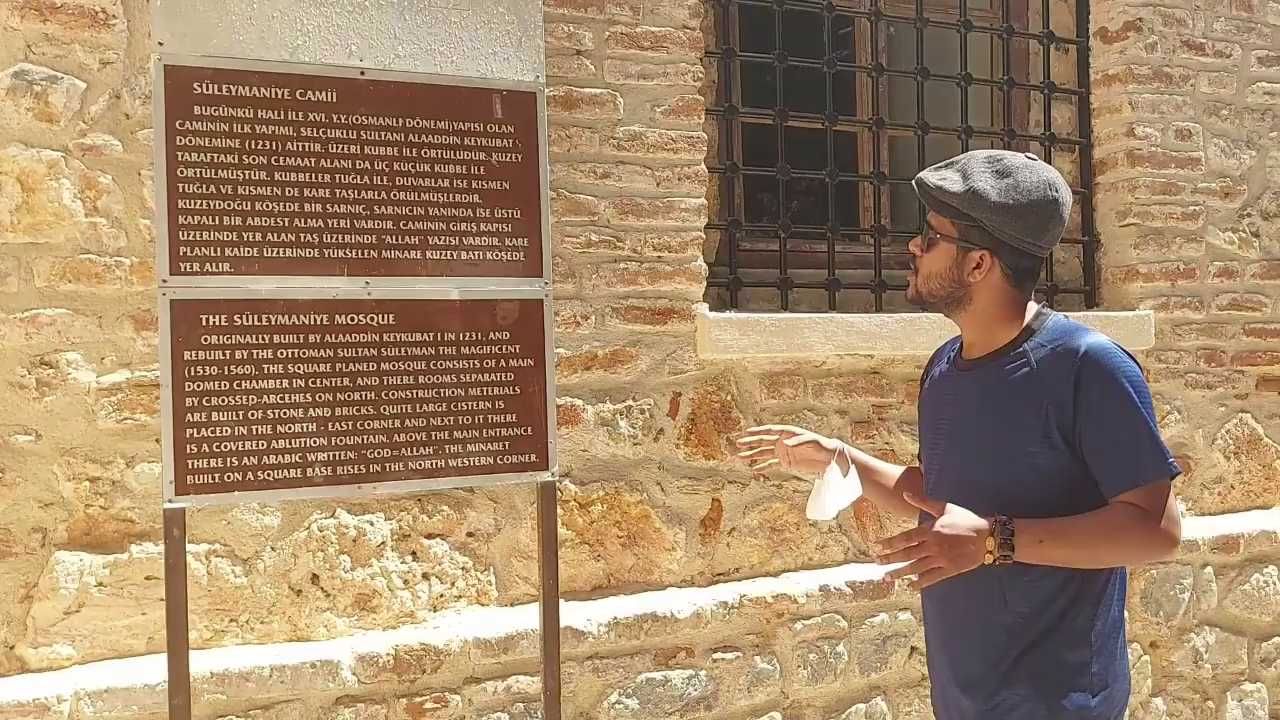 SÜLEYMANİYE CAMİİ
BUGÜNKÜ HALİ İLE XVI. Y.Y.(OSMANLI DÖNEMİ)YAPISI OLAN
CAMİNİN İLK YAPIMI, SELÇUKLU SULTANI ALAADDİN KEYKUBAT
DÖNEMİNE (1231) AİTTİR. ÜZERİ KUBBE İLE ÖRTÜLÜDÜR. KUZEY
TARAFTAKİ SON CEMAAT ALANI DA ÜÇ KÜÇÜK KUBBE İLE
ÖRTÜLMÜŞTÜR. KUBBELER TUĞLA İLE, DUVARLAR İSE KISMEN
TUĞLA VE KISMEN DE KARE TAŞLARLA ÖRÜLMÜŞLERDİR.
KUZEYDOĞU KÖŞEDE BİR SARNIÇ, SARNICIN YANINDA İSE ÜSTÜ
KAPALI BİR ABDEST ALMA YERİ VARDIR. CAMİNİN GİRİŞ KAPISI
ÜZERİNDE YER ALAN TAŞ ÜZERİNDE "ALLAH" YAZISI VARDIR. KARE
PLANLI KAİDE ÜZERİNDE YÜKSELEN MİNARE KUZEY BATI KÖŞEDE
YER ALIR.
THE SÜLEYMANİYE MOSQUE
ORIGINALLY BUILT BY ALAADDİN KEYKUBAT I IN 1231, AND
REBUILT BY THE OTTOMAN SULTAN SÜLEYMAN THE MAGIFICENT
(1530-1560). THE SQUARE PLANED MOSQUE CONSISTS OF A MAIN
DOMED CHAMBER IN CENTER, AND THERE ROOMS SEPARATED
BY CROSSED-ARCEHES ON NORTH. CONSTRUCTION METERIALS
ARE BUILT OF STONE AND BRICKS. QUITE LARGE CISTERN IS
PLACED IN THE NORTH - EAST CORNER AND NEXT TO IT THERE
IS A COVERED ABLUTION FOUNTAIN. ABOVE THE MAIN ENTRANCE
THERE IS AN ARABIC WRITTEN: "GOD=ALLAH". THE MINARET
BUILT. ON A SQUARE BASE RISES IN THE NORTH WESTERN CORNER.